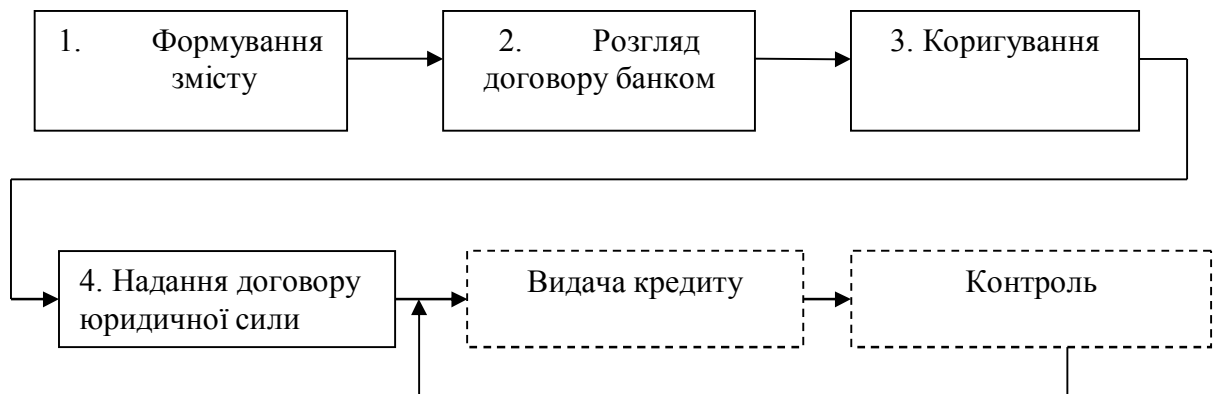 1. Формування
змісту
2. Розгляд
договору банком
3. Коригування
4. Надання договору
юридичної сили
Видача кредиту
Контроль